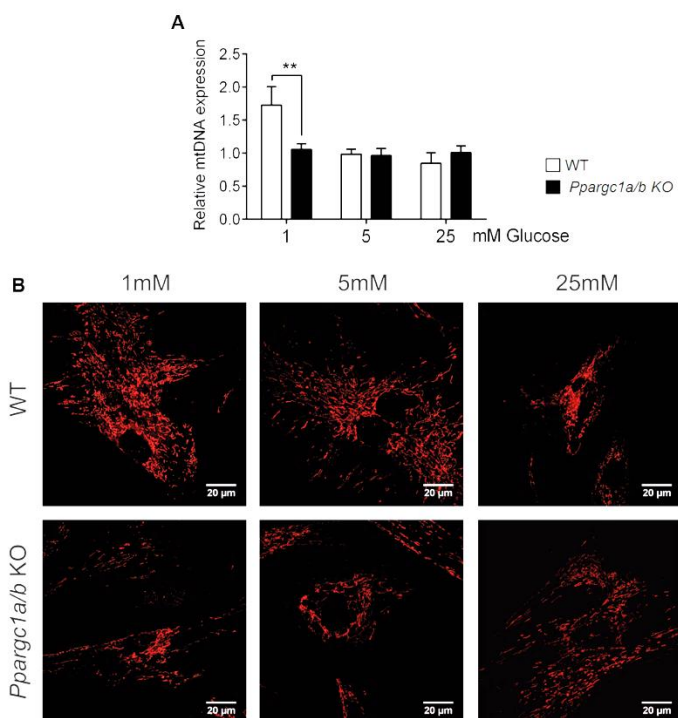 A
Relative mtDNA expression
2.5
2.0
1.5
1.0
0.5
0.0
**
1 5 25 mM Glucose
WT
Ppargc1a/b KO
B
1mM 5mM 25mM
WT
20 µm 20 µm 20 µm
Ppargc1a/b KO
20 µm 20 µm 20 µm